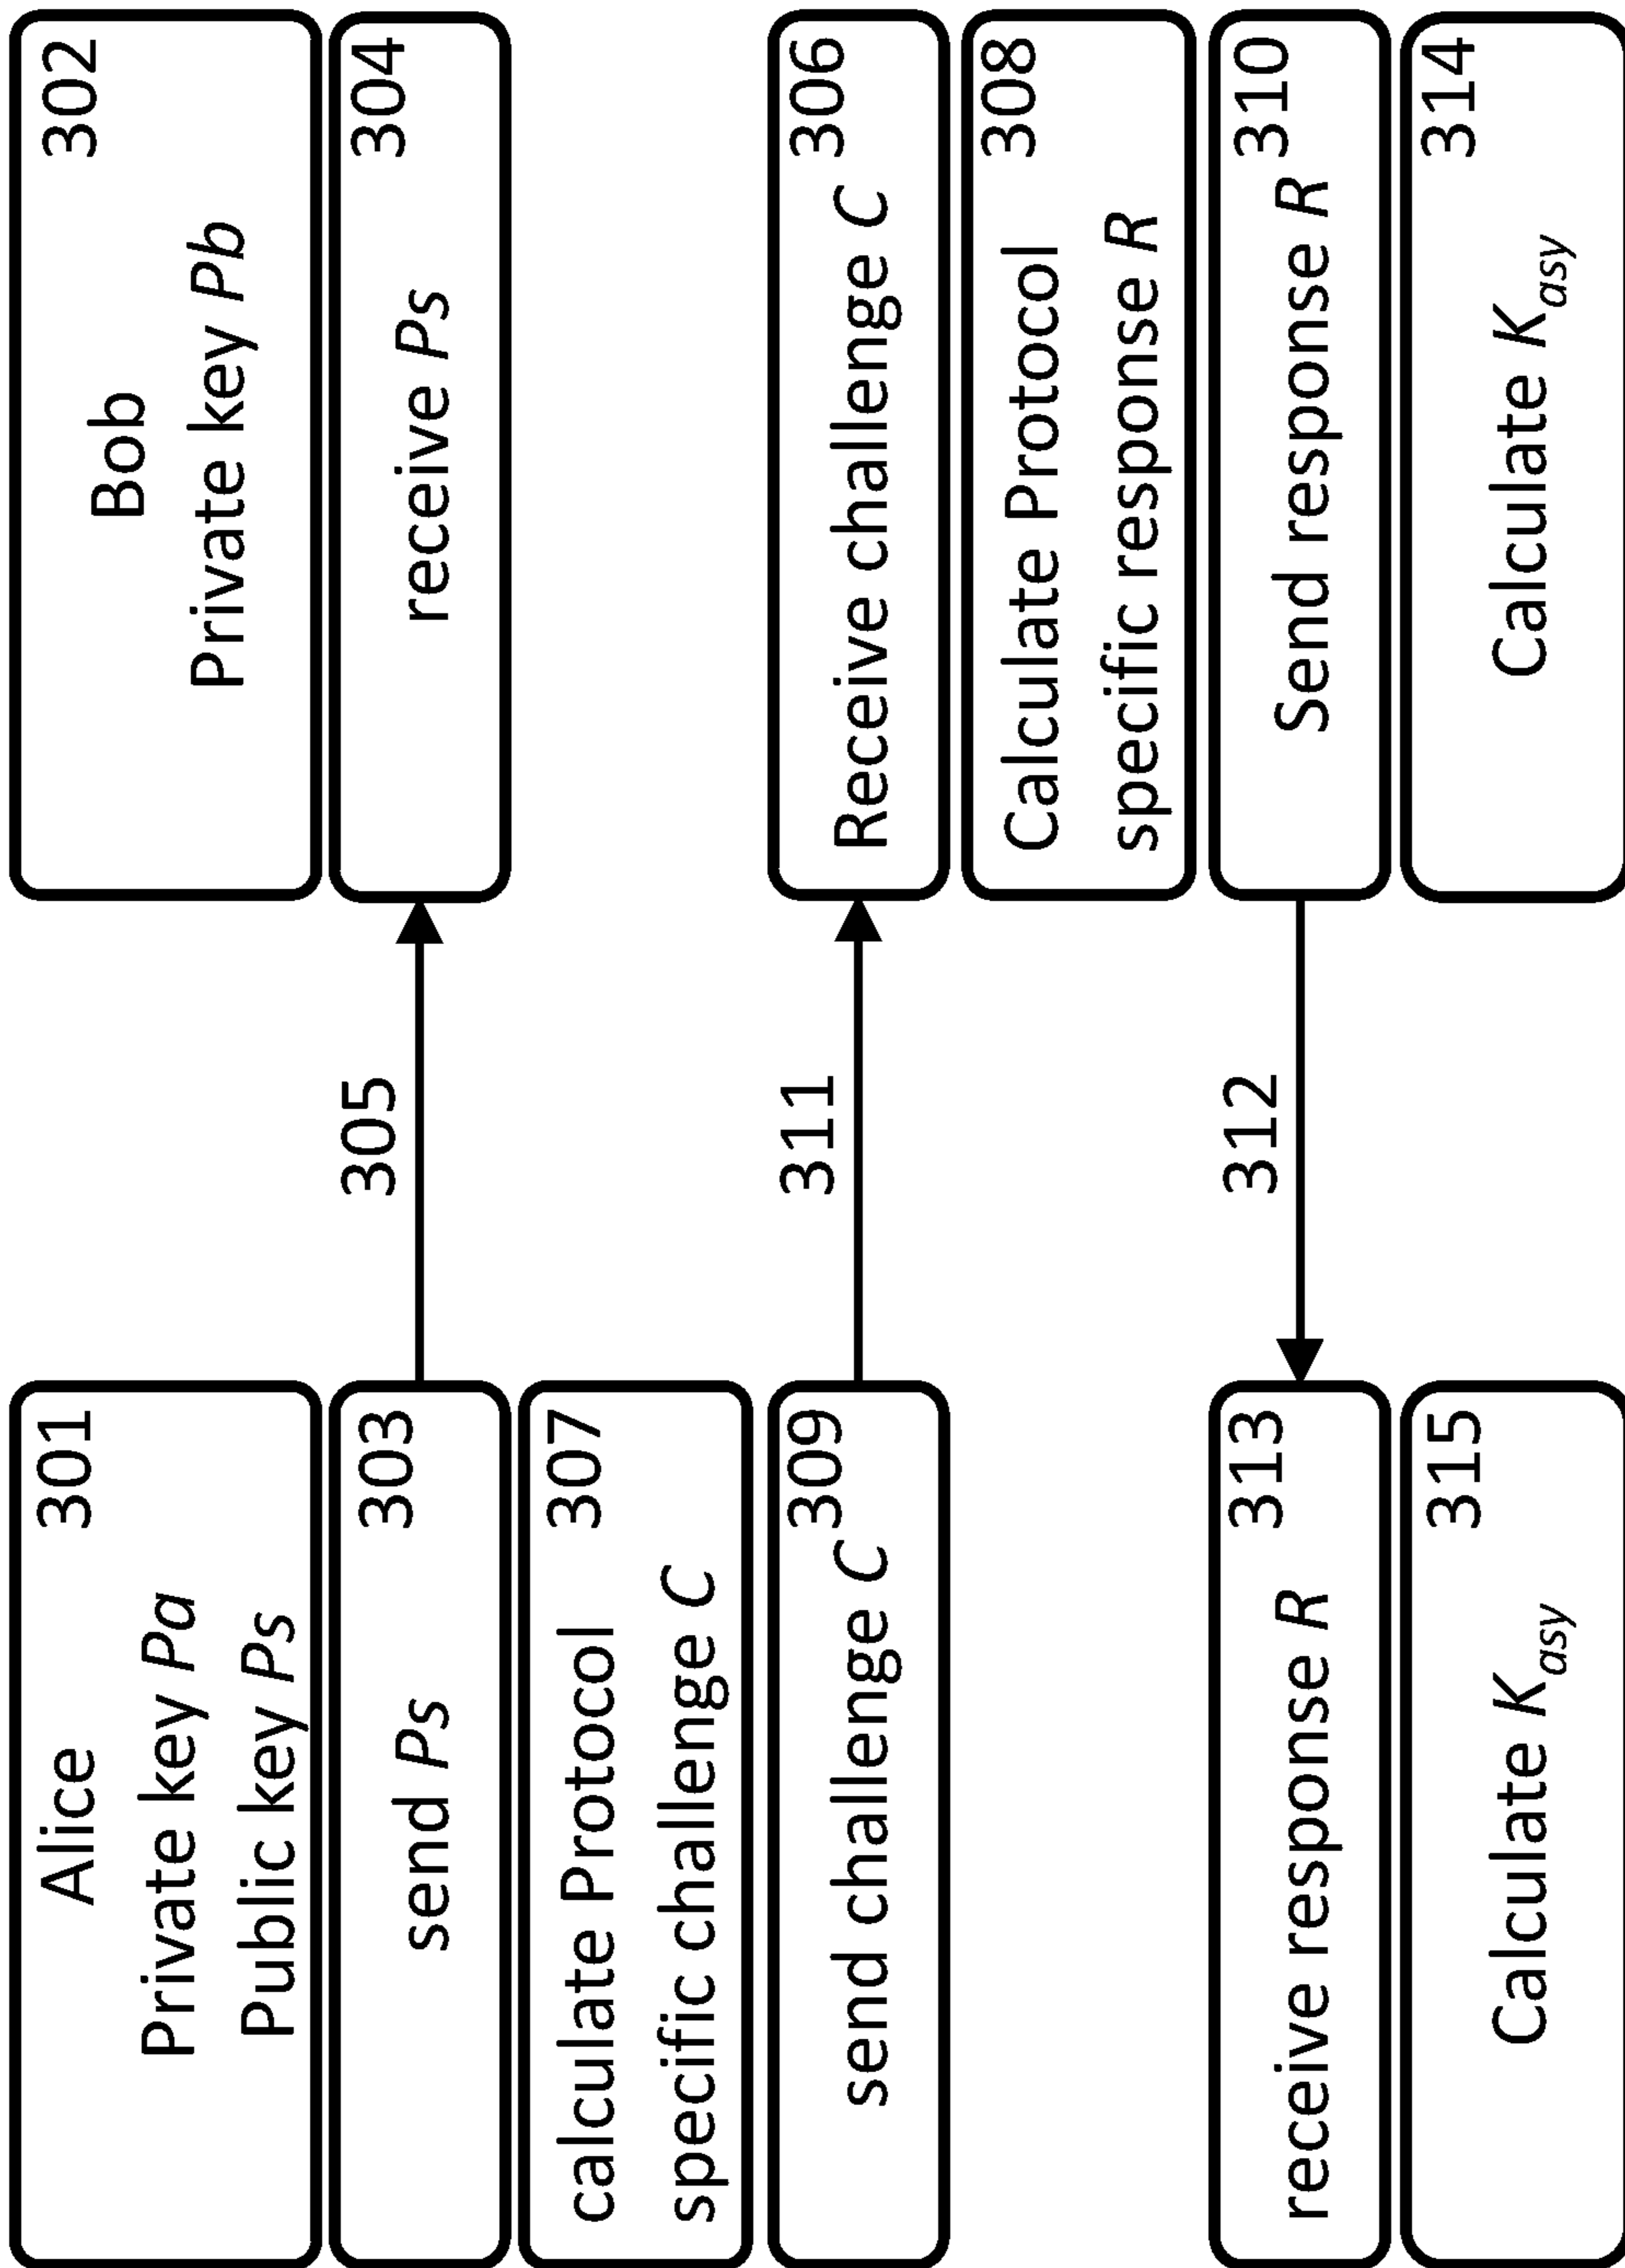 Alice 301
Private key Pa
Public key Ps
Bob 302
Private key Pb
send Ps 303
305
receive Ps 304
calculate Protocol 307
specific challenge C
send challenge C 309
311
Receive challenge C 306
Calculate Protocol 308
specific response R
Send response R 310
312
receive response R 313
Calculate Kasy 315
Calculate Kasy 314